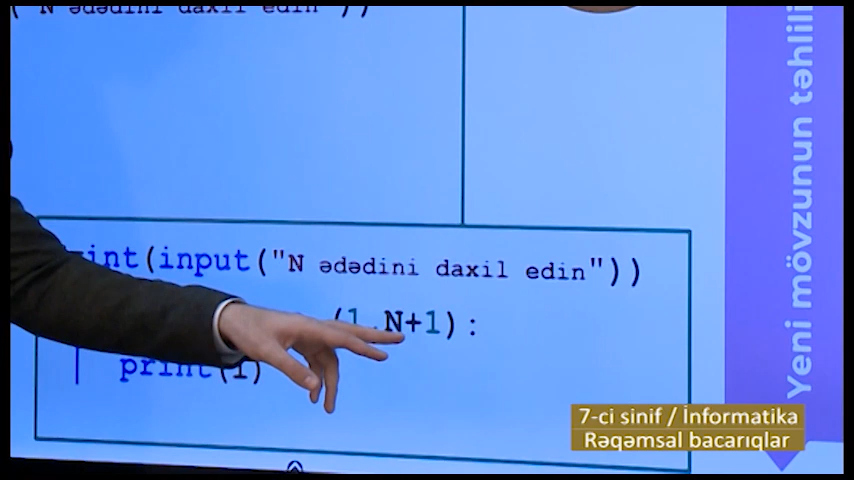 ("N ədədini daxil edin"))
int(input("N ədədini daxil edin"))
(1,N+1):
print(i)
Yeni mövzunun təhlili
7-ci sinif / İnformatika
Rəqəmsal bacarıqlar